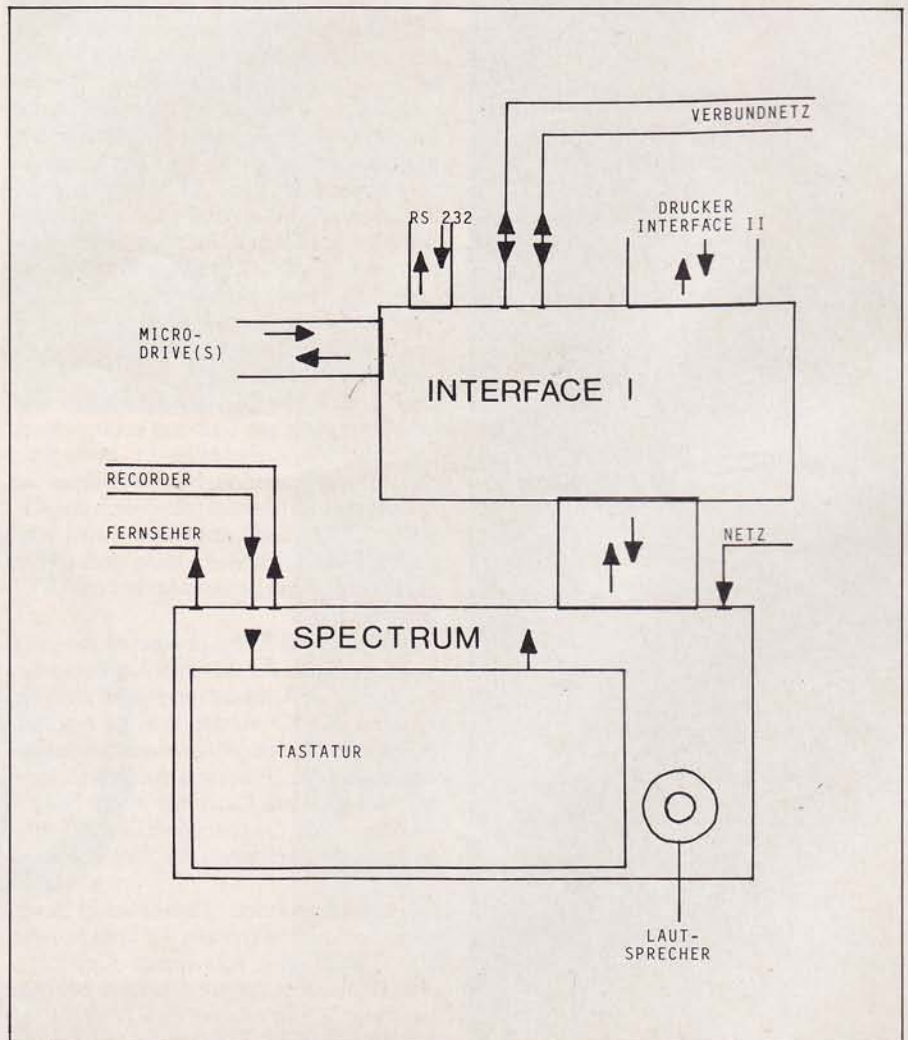 VERBUNDNETZ
RS 232
DRUCKER
INTERFACE II
MICRO-
DRIVE(S)
INTERFACE I
RECORDER
FERNSEHER
NETZ
SPECTRUM
TASTATUR
LAUT-
SPRECHER